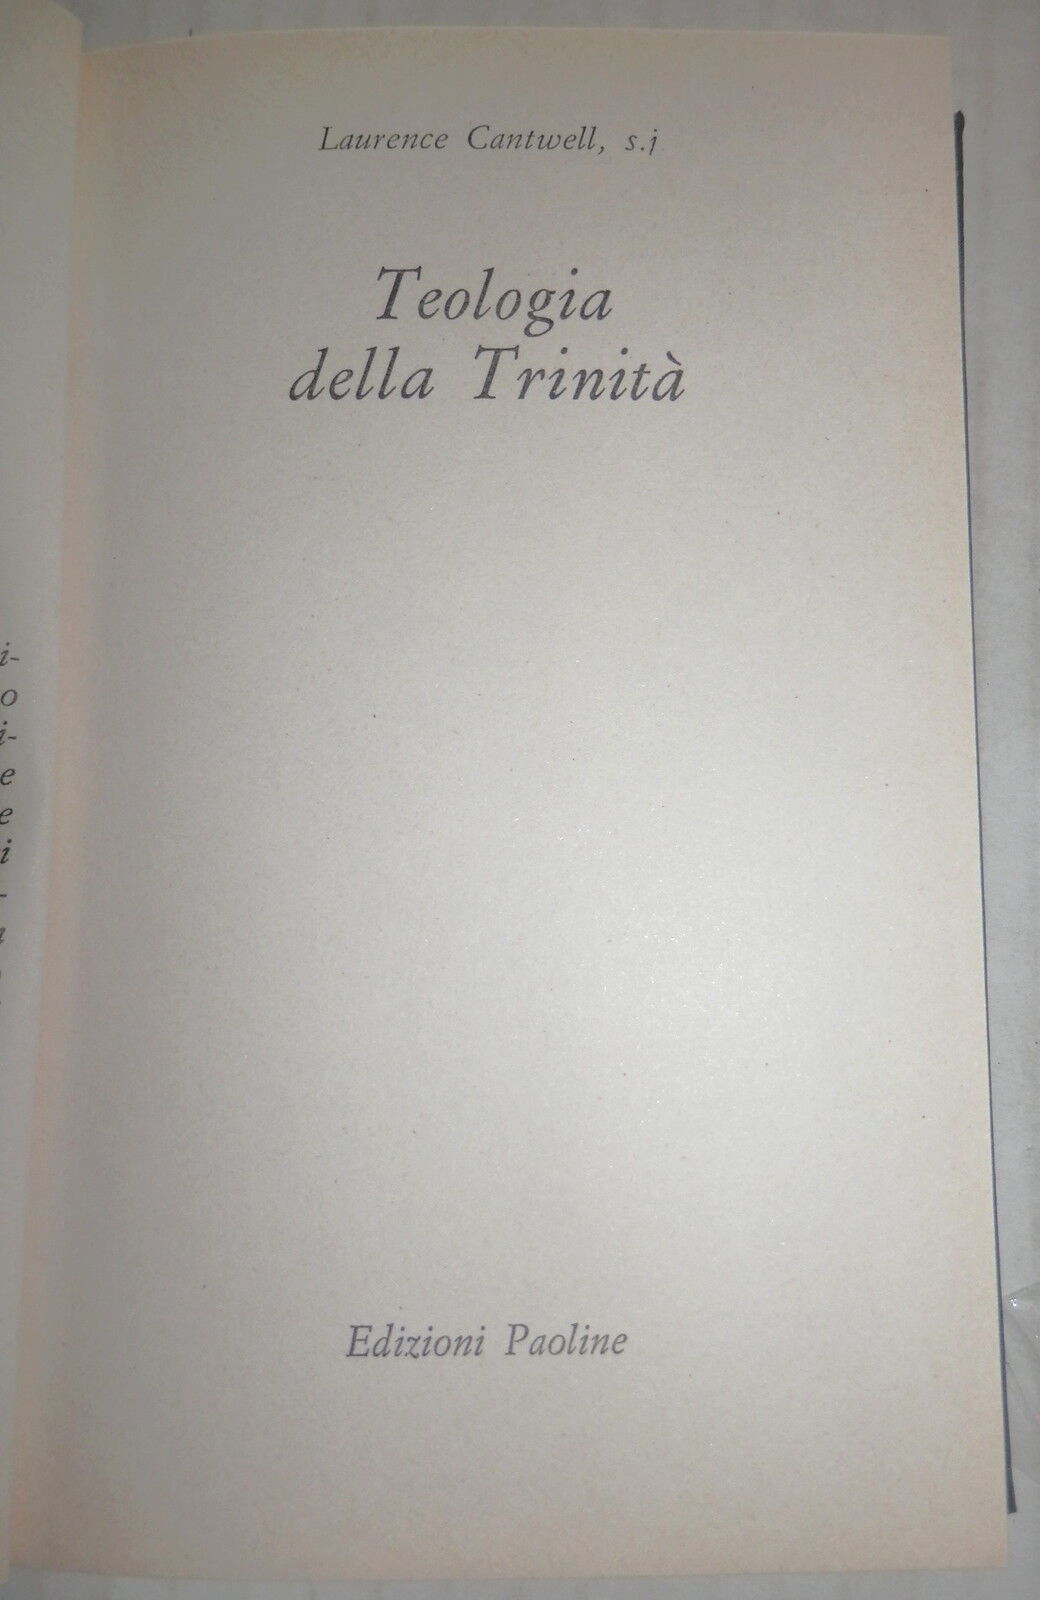 Laurence Cantwell, s.j
Teologia
della Trinità
Edizioni Paoline
i-
o
i-
e
e
i
-